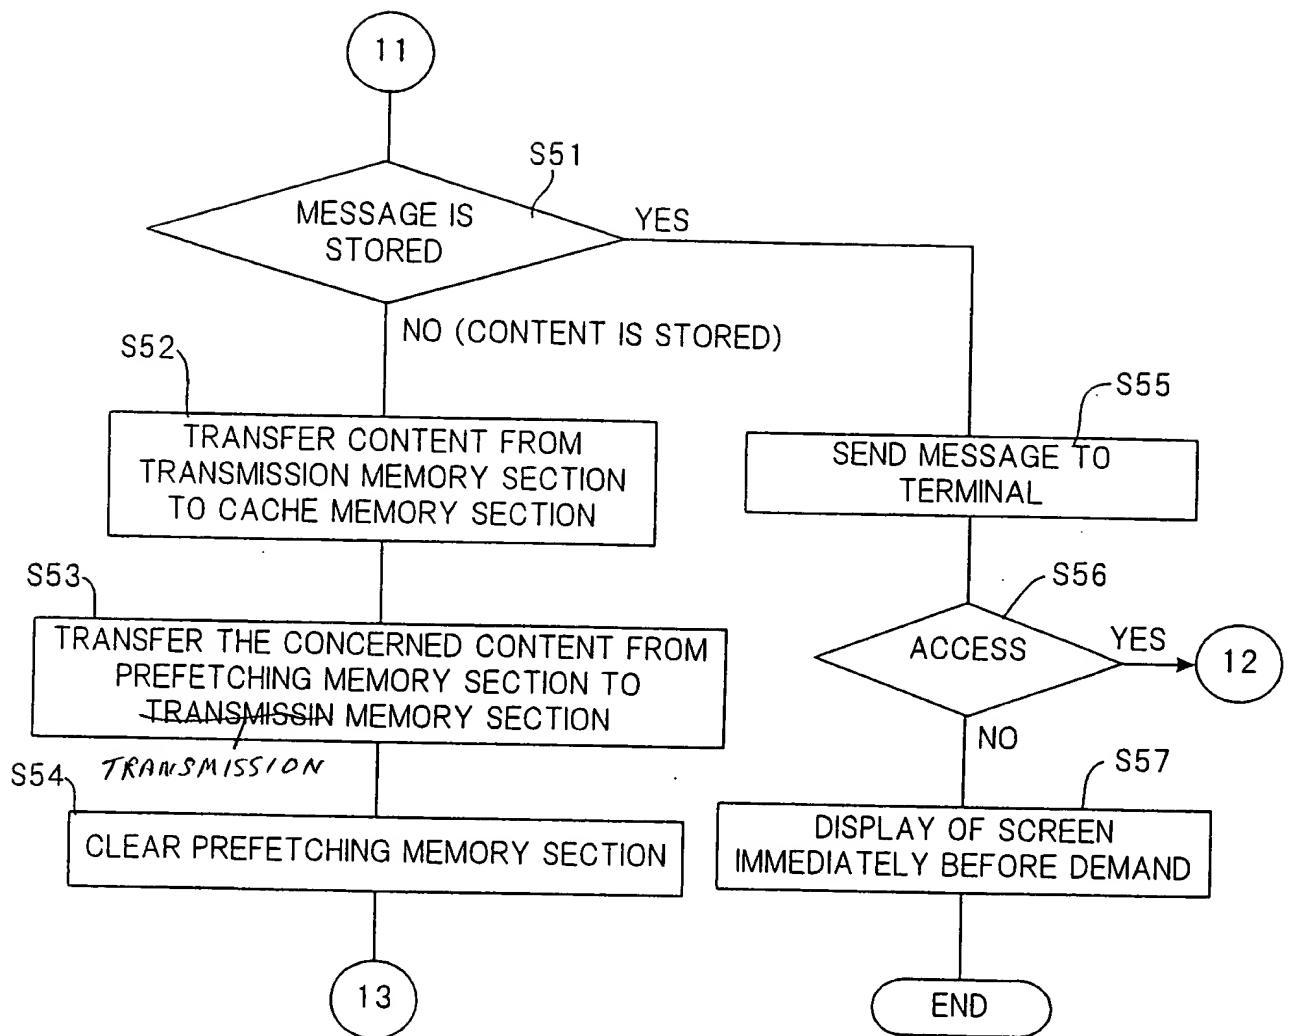 11
S51
MESSAGE IS
STORED
YES
NO (CONTENT IS STORED)
S52
TRANSFER CONTENT FROM
TRANSMISSION MEMORY SECTION
TO CACHE MEMORY SECTION
S53
TRANSFER THE CONCERNED CONTENT FROM
PREFETCHING MEMORY SECTION TO
TRANSMISSIN MEMORY SECTION
TRANSMISSION
S54
CLEAR PREFETCHING MEMORY SECTION
13
S55
SEND MESSAGE TO
TERMINAL
S56
ACCESS
YES
12
NO
S57
DISPLAY OF SCREEN
IMMEDIATELY BEFORE DEMAND
END